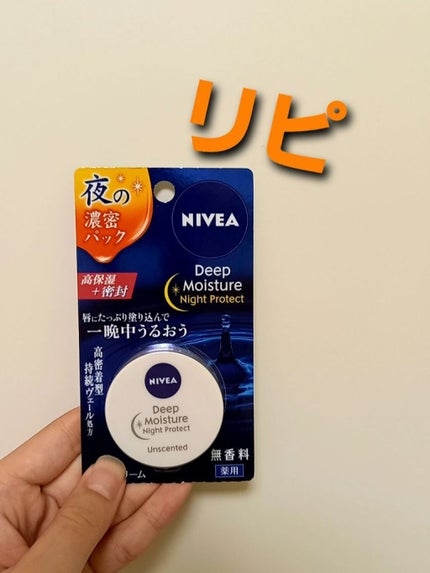 リピ
夜の
濃密
パック
NIVEA
高保湿
+密封
Deep
Moisture
Night Protect
唇にたっぷり塗り込んで
一晩中うるおう
高密着型
持続ヴェール処方
NIVEA
Deep
Moisture
Night Protect
Unscented
無香料
薬用